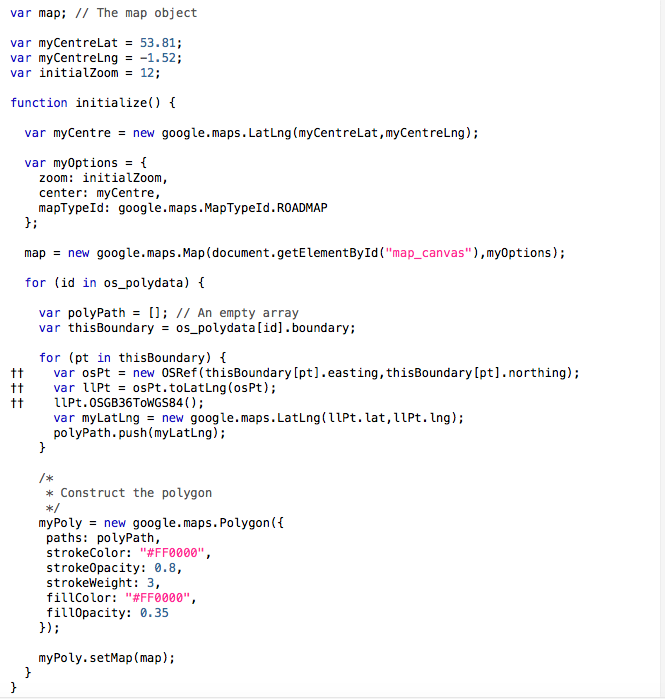 var map; // The map object

var myCentreLat = 53.81;
var myCentreLng = -1.52;
var initialZoom = 12;

function initialize() {

  var myCentre = new google.maps.LatLng(myCentreLat,myCentreLng);

  var myOptions = {
    zoom: initialZoom,
    center: myCentre,
    mapTypeId: google.maps.MapTypeId.ROADMAP
  };

  map = new google.maps.Map(document.getElementById("map_canvas"),myOptions);

  for (id in os_polydata) {

    var polyPath = []; // An empty array
    var thisBoundary = os_polydata[id].boundary;

    for (pt in thisBoundary) {
††    var osPt = new OSRef(thisBoundary[pt].easting,thisBoundary[pt].northing);
††    var llPt = osPt.toLatLng(osPt);
††    llPt.OSGB36ToWGS84();
      var myLatLng = new google.maps.LatLng(llPt.lat,llPt.lng);
      polyPath.push(myLatLng);
    }

    /*
     * Construct the polygon
     */
    myPoly = new google.maps.Polygon({
     paths: polyPath,
     strokeColor: "#FF0000",
     strokeOpacity: 0.8,
     strokeWeight: 3,
     fillColor: "#FF0000",
     fillOpacity: 0.35
    });

    myPoly.setMap(map);
  }
}